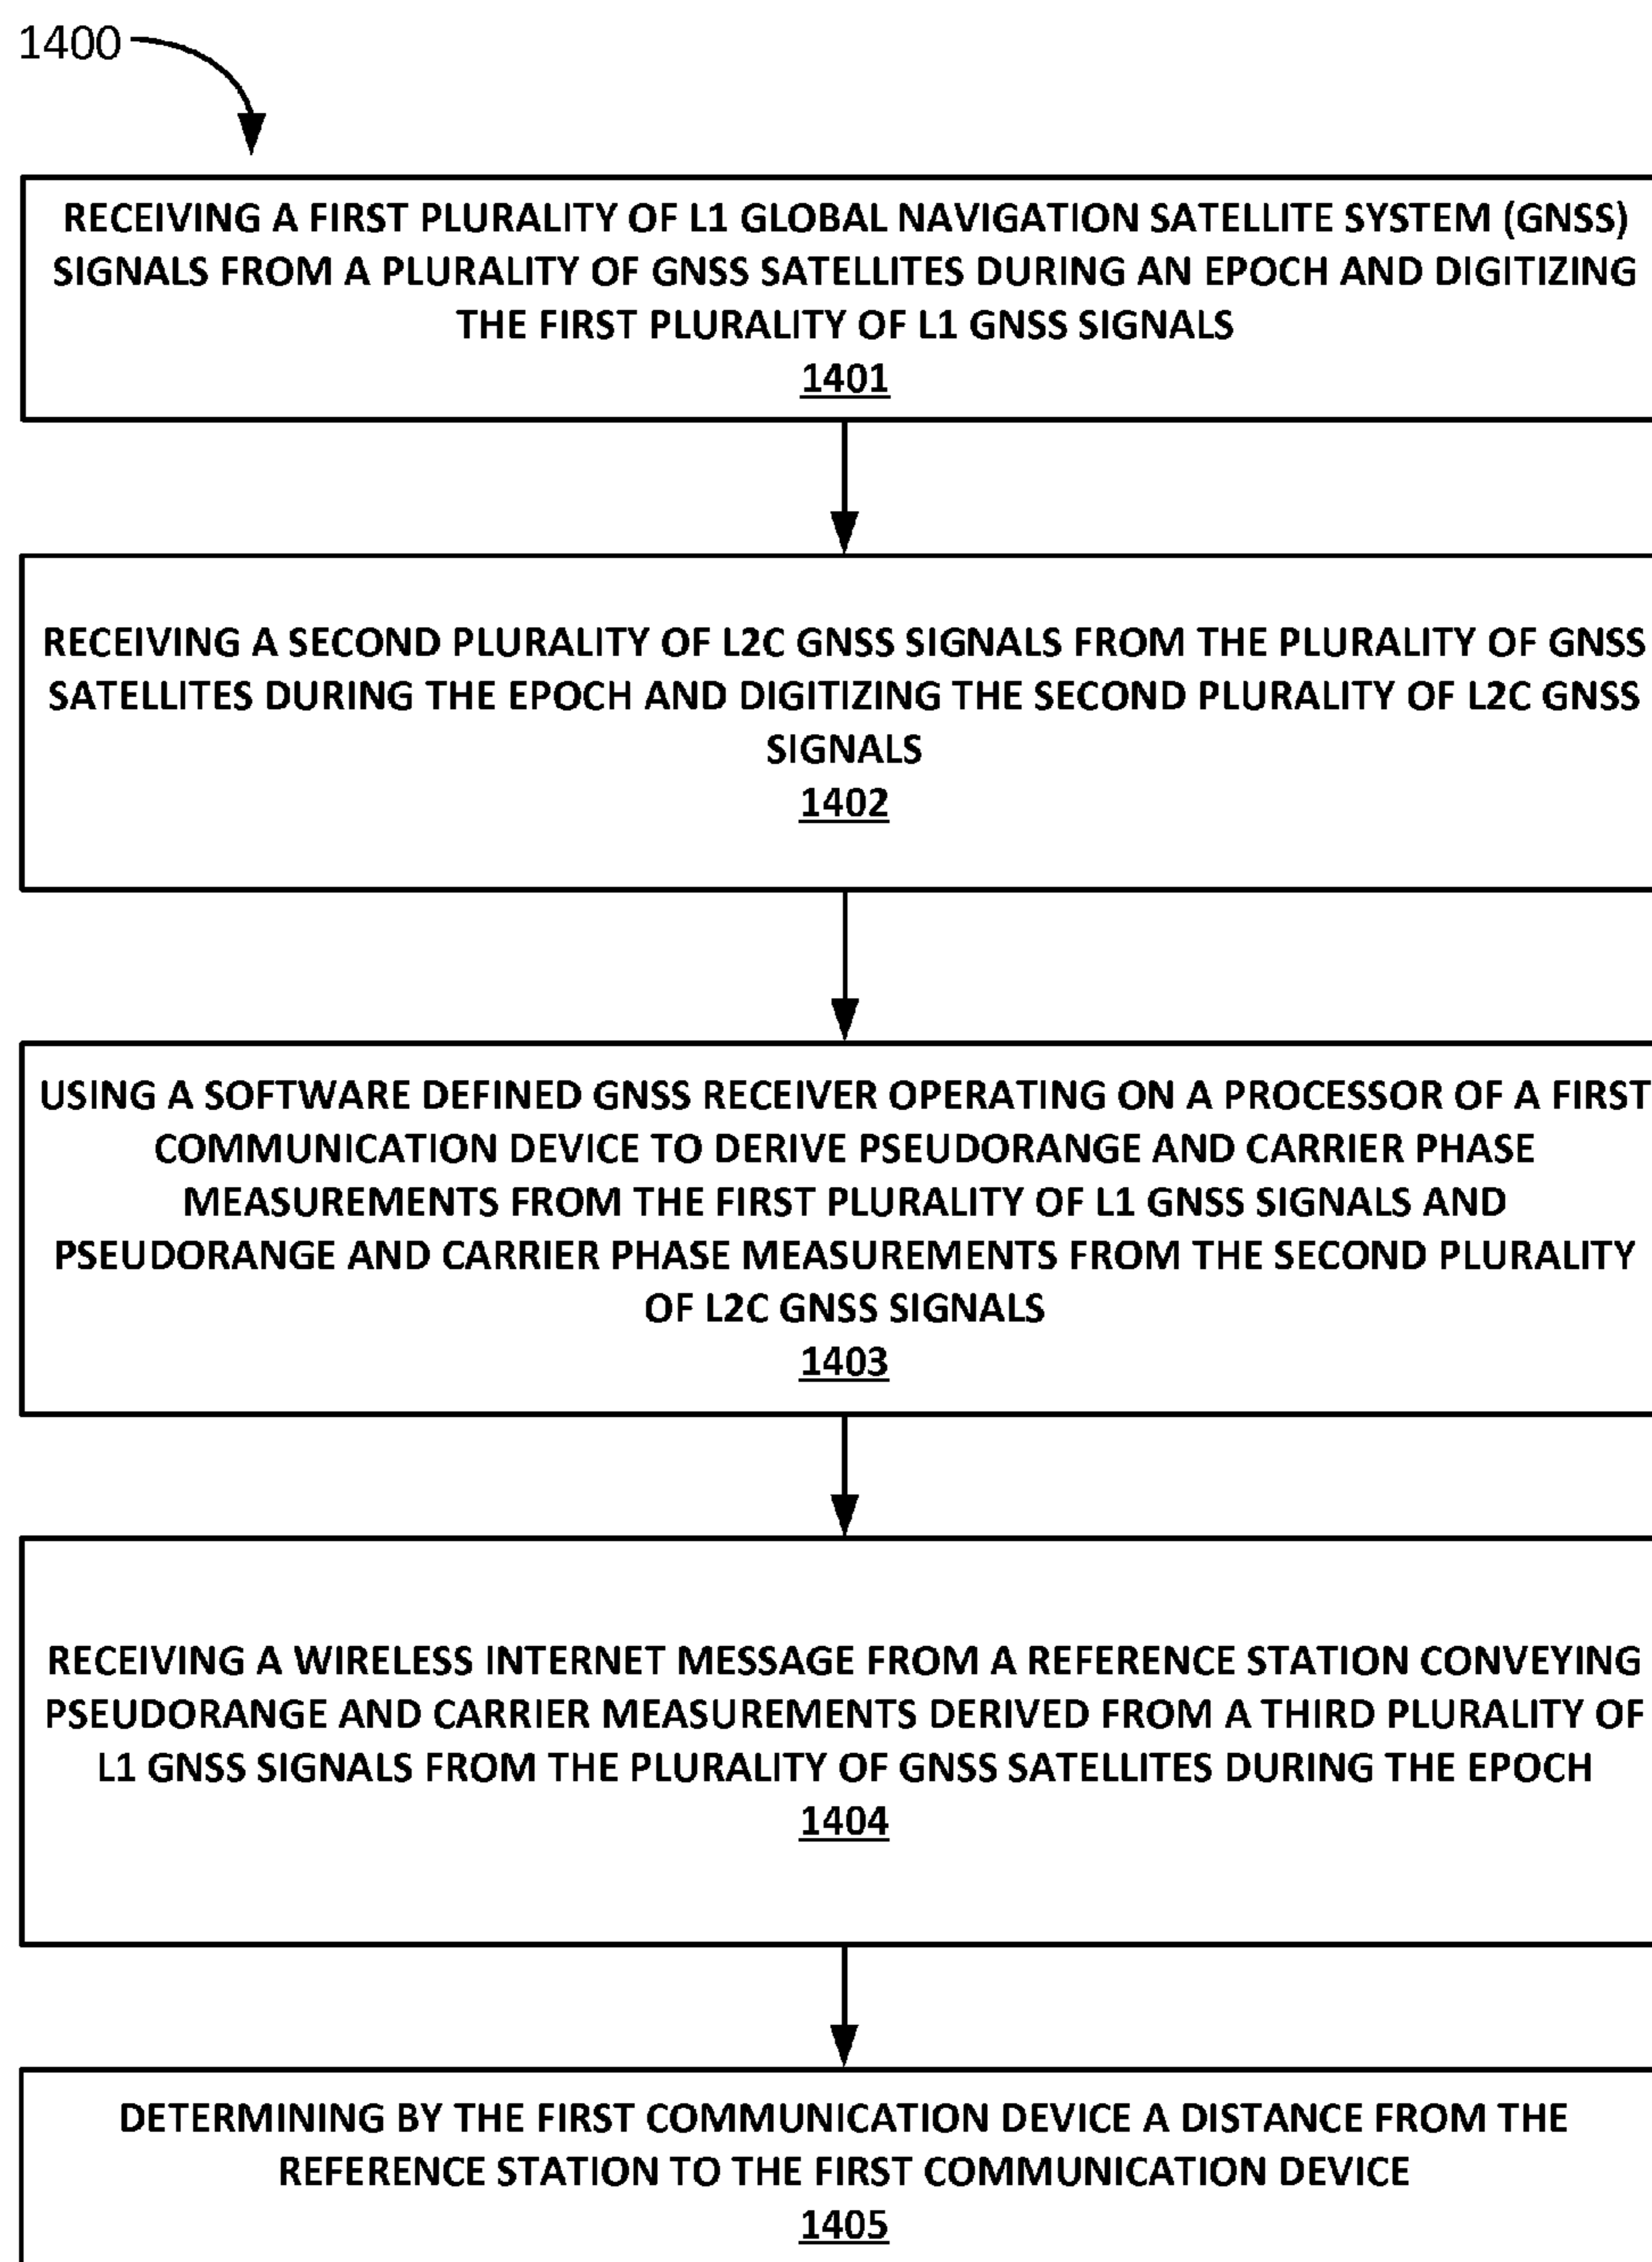 1400
RECEIVING A FIRST PLURALITY OF L1 GLOBAL NAVIGATION SATELLITE SYSTEM (GNSS)
SIGNALS FROM A PLURALITY OF GNSS SATELLITES DURING AN EPOCH AND DIGITIZING
THE FIRST PLURALITY OF L1 GNSS SIGNALS
1401
RECEIVING A SECOND PLURALITY OF L2C GNSS SIGNALS FROM THE PLURALITY OF GNSS
SATELLITES DURING THE EPOCH AND DIGITIZING THE SECOND PLURALITY OF L2C GNSS
SIGNALS
1402
USING A SOFTWARE DEFINED GNSS RECEIVER OPERATING ON A PROCESSOR OF A FIRST
COMMUNICATION DEVICE TO DERIVE PSEUDORANGE AND CARRIER PHASE
MEASUREMENTS FROM THE FIRST PLURALITY OF L1 GNSS SIGNALS AND
PSEUDORANGE AND CARRIER PHASE MEASUREMENTS FROM THE SECOND PLURALITY
OF L2C GNSS SIGNALS
1403
RECEIVING A WIRELESS INTERNET MESSAGE FROM A REFERENCE STATION CONVEYING
PSEUDORANGE AND CARRIER MEASUREMENTS DERIVED FROM A THIRD PLURALITY OF
L1 GNSS SIGNALS FROM THE PLURALITY OF GNSS SATELLITES DURING THE EPOCH
1404
DETERMINING BY THE FIRST COMMUNICATION DEVICE A DISTANCE FROM THE
REFERENCE STATION TO THE FIRST COMMUNICATION DEVICE
1405